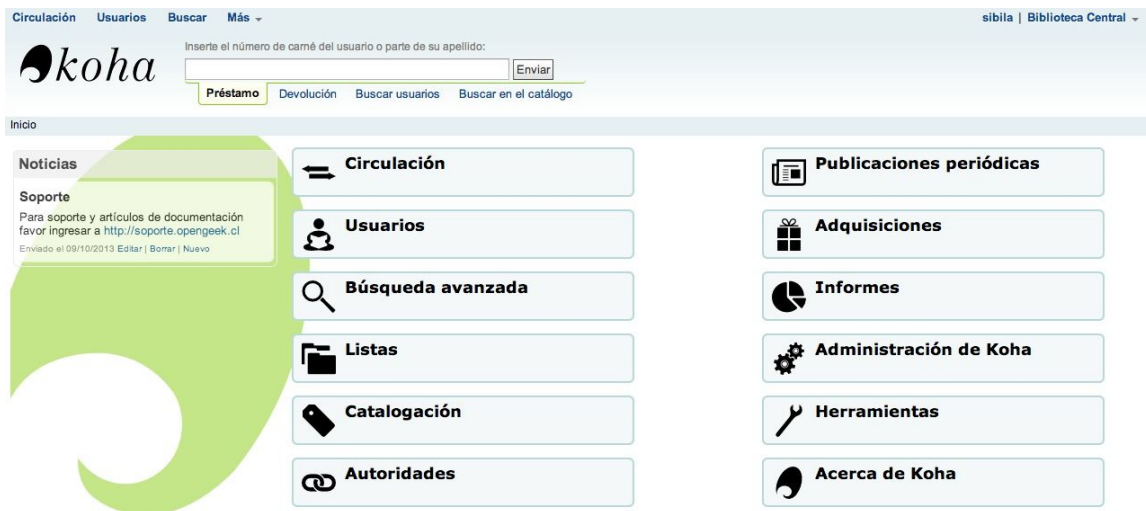 Circulación Usuarios Buscar Más
sibila | Biblioteca Central
koha
Inserte el número de carné del usuario o parte de su apellido:
Enviar
Préstamo Devolución Buscar usuarios Buscar en el catálogo
Inicio
Noticias
Soporte
Para soporte y artículos de documentación
favor ingresar a http://soporte.opengeek.cl
Enviado el 09/10/2013 Editar | Borrar | Nuevo
Circulación
Usuarios
Búsqueda avanzada
Listas
Catalogación
Autoridades
Publicaciones periódicas
Adquisiciones
Informes
Administración de Koha
Herramientas
Acerca de Koha